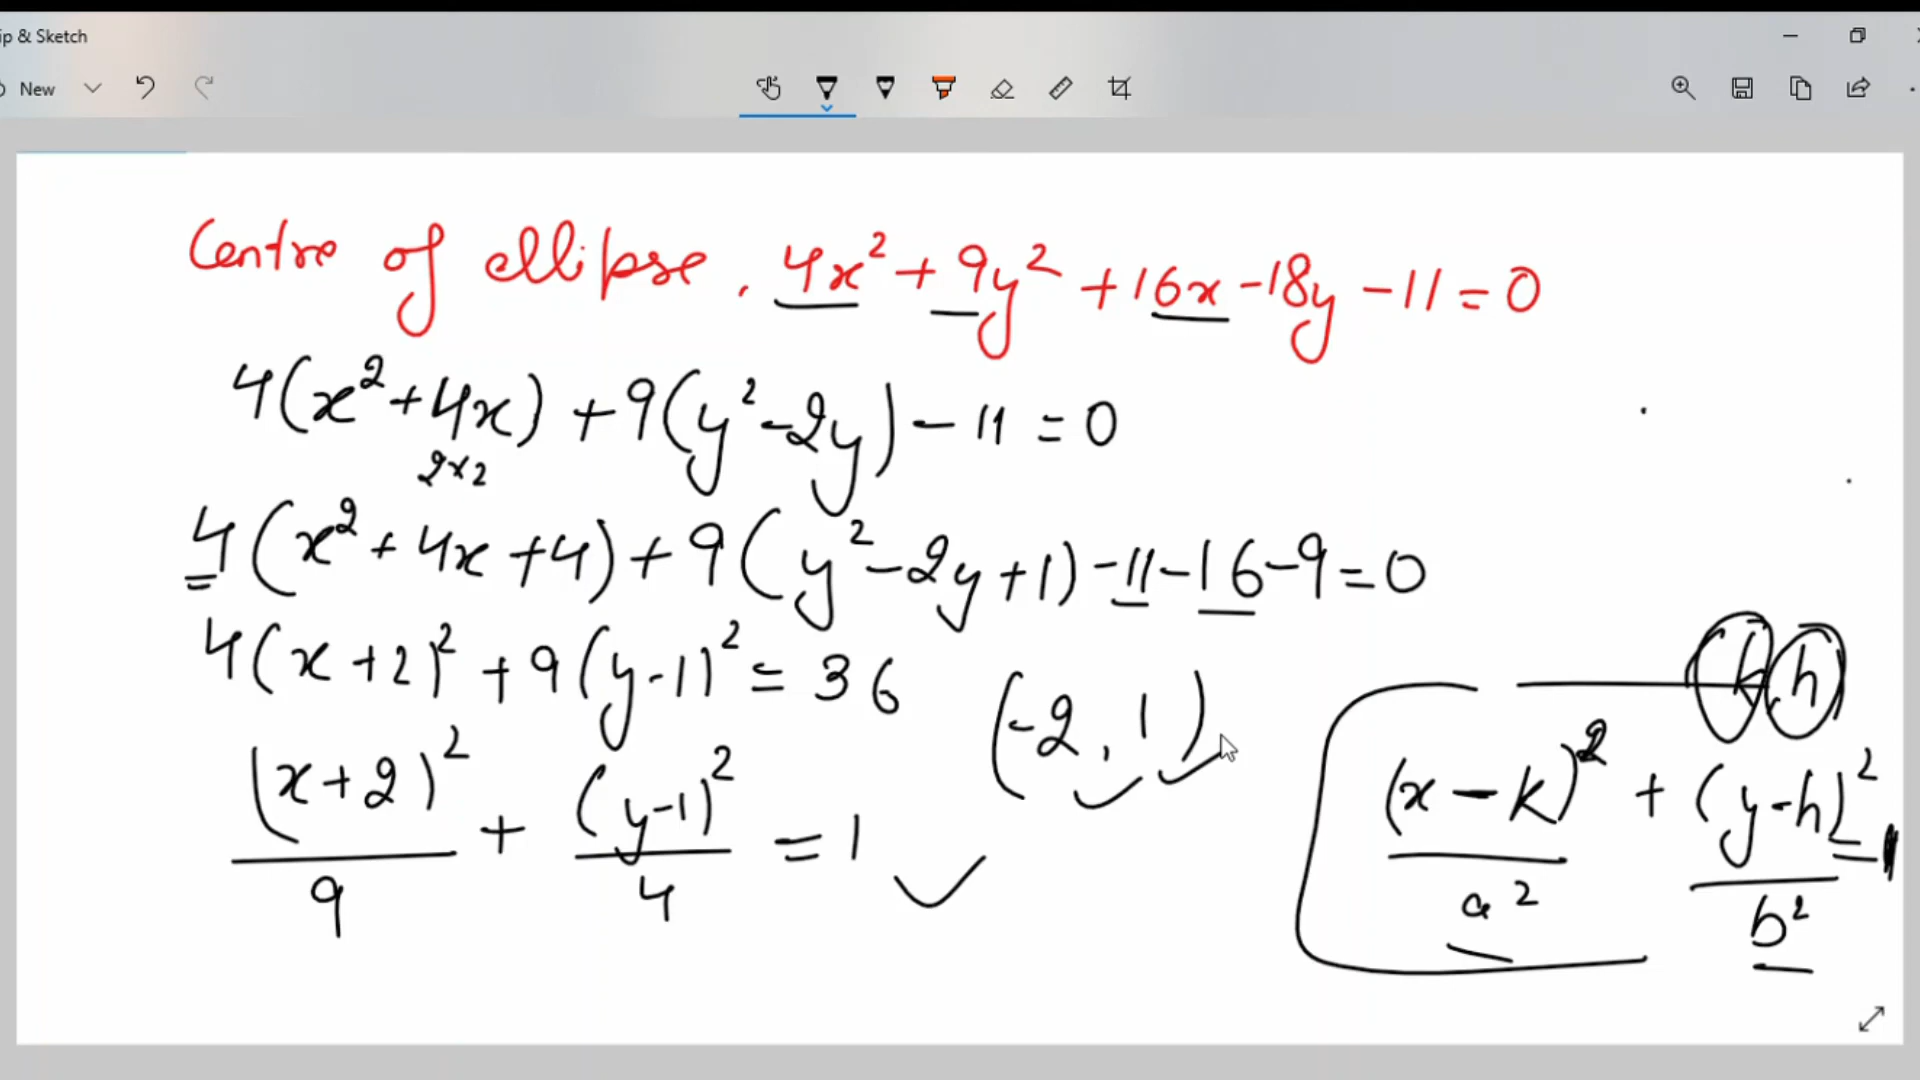 ip & Sketch
New
Centre of ellipse. 4x² + 9y² + 16x - 18y - 11 = 0
4(x² + 4x) + 9(y² - 2y) - 11 = 0
2x2
4(x² + 4x + 4) + 9(y² - 2y + 1) - 11 - 16 - 9 = 0
4(x + 2)² + 9(y - 1)² = 36
(-2, 1)
(k, h)
(x + 2)²/9 + (y - 1)²/4 = 1
(x - k)²/a² + (y - h)²/b² = 1